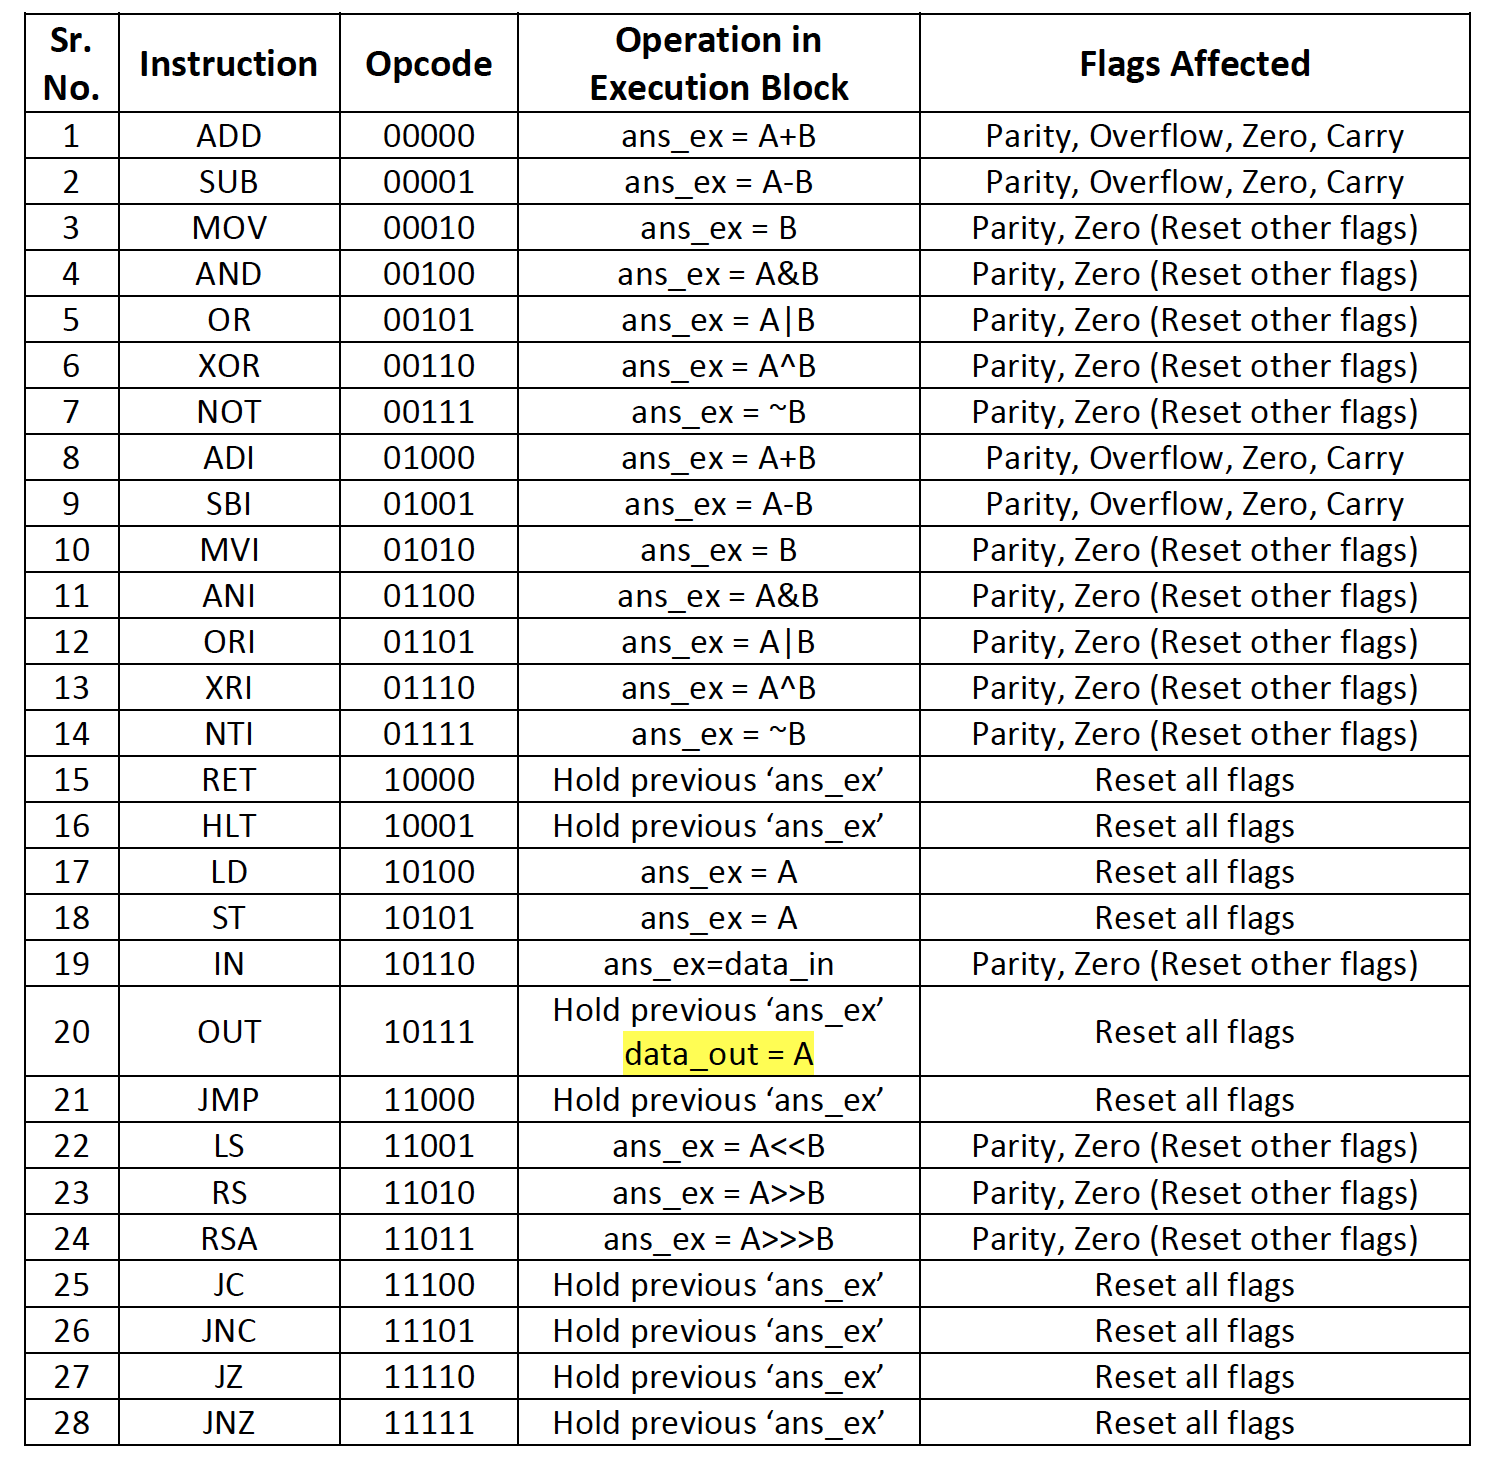 Sr. No. Instruction Opcode Operation in Execution Block Flags Affected
1 ADD 00000 ans_ex = A+B Parity, Overflow, Zero, Carry
2 SUB 00001 ans_ex = A-B Parity, Overflow, Zero, Carry
3 MOV 00010 ans_ex = B Parity, Zero (Reset other flags)
4 AND 00100 ans_ex = A&B Parity, Zero (Reset other flags)
5 OR 00101 ans_ex = A|B Parity, Zero (Reset other flags)
6 XOR 00110 ans_ex = A^B Parity, Zero (Reset other flags)
7 NOT 00111 ans_ex = ~B Parity, Zero (Reset other flags)
8 ADI 01000 ans_ex = A+B Parity, Overflow, Zero, Carry
9 SBI 01001 ans_ex = A-B Parity, Overflow, Zero, Carry
10 MVI 01010 ans_ex = B Parity, Zero (Reset other flags)
11 ANI 01100 ans_ex = A&B Parity, Zero (Reset other flags)
12 ORI 01101 ans_ex = A|B Parity, Zero (Reset other flags)
13 XRI 01110 ans_ex = A^B Parity, Zero (Reset other flags)
14 NTI 01111 ans_ex = ~B Parity, Zero (Reset other flags)
15 RET 10000 Hold previous ‘ans_ex’ Reset all flags
16 HLT 10001 Hold previous ‘ans_ex’ Reset all flags
17 LD 10100 ans_ex = A Reset all flags
18 ST 10101 ans_ex = A Reset all flags
19 IN 10110 ans_ex=data_in Parity, Zero (Reset other flags)
20 OUT 10111 Hold previous ‘ans_ex’ data_out = A Reset all flags
21 JMP 11000 Hold previous ‘ans_ex’ Reset all flags
22 LS 11001 ans_ex = A<<B Parity, Zero (Reset other flags)
23 RS 11010 ans_ex = A>>B Parity, Zero (Reset other flags)
24 RSA 11011 ans_ex = A>>>B Parity, Zero (Reset other flags)
25 JC 11100 Hold previous ‘ans_ex’ Reset all flags
26 JNC 11101 Hold previous ‘ans_ex’ Reset all flags
27 JZ 11110 Hold previous ‘ans_ex’ Reset all flags
28 JNZ 11111 Hold previous ‘ans_ex’ Reset all flags